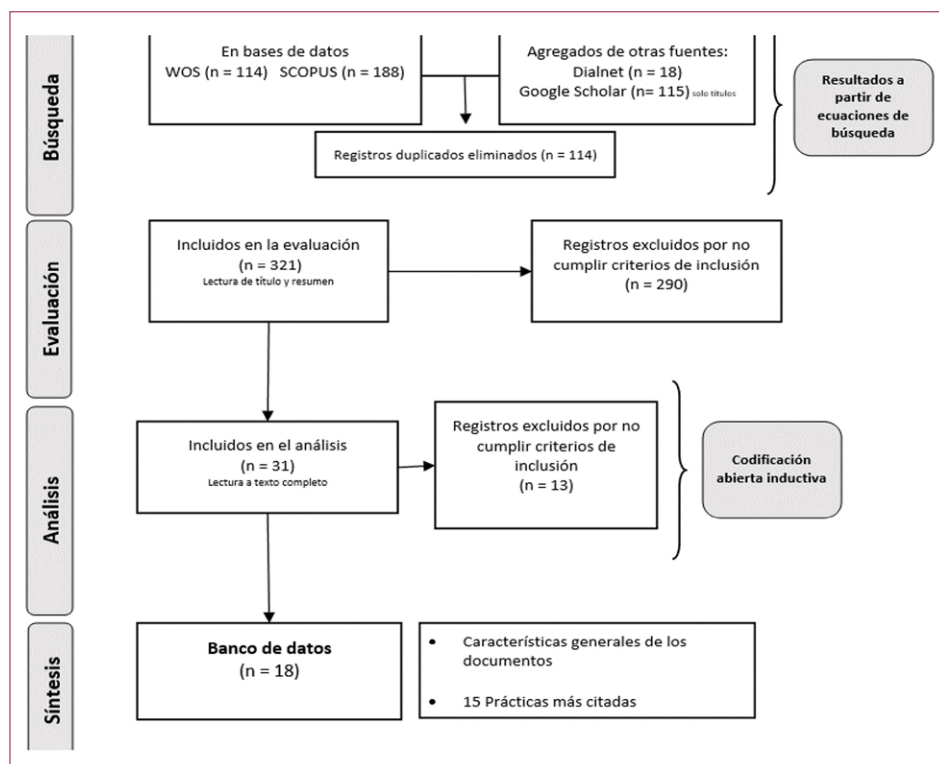 Búsqueda
En bases de datos
WOS (n = 114) SCOPUS (n = 188)
Agregados de otras fuentes:
Dialnet (n = 18)
Google Scholar (n= 115) solo títulos
Registros duplicados eliminados (n = 114)
Resultados a
partir de
ecuaciones de
búsqueda
Evaluación
Incluidos en la evaluación
(n = 321)
Lectura de título y resumen
Registros excluidos por no
cumplir criterios de inclusión
(n = 290)
Análisis
Incluidos en el análisis
(n = 31)
Lectura a texto completo
Registros excluidos por no
cumplir criterios de
inclusión
(n = 13)
Codificación
abierta inductiva
Síntesis
Banco de datos
(n = 18)
• Características generales de los
documentos
• 15 Prácticas más citadas